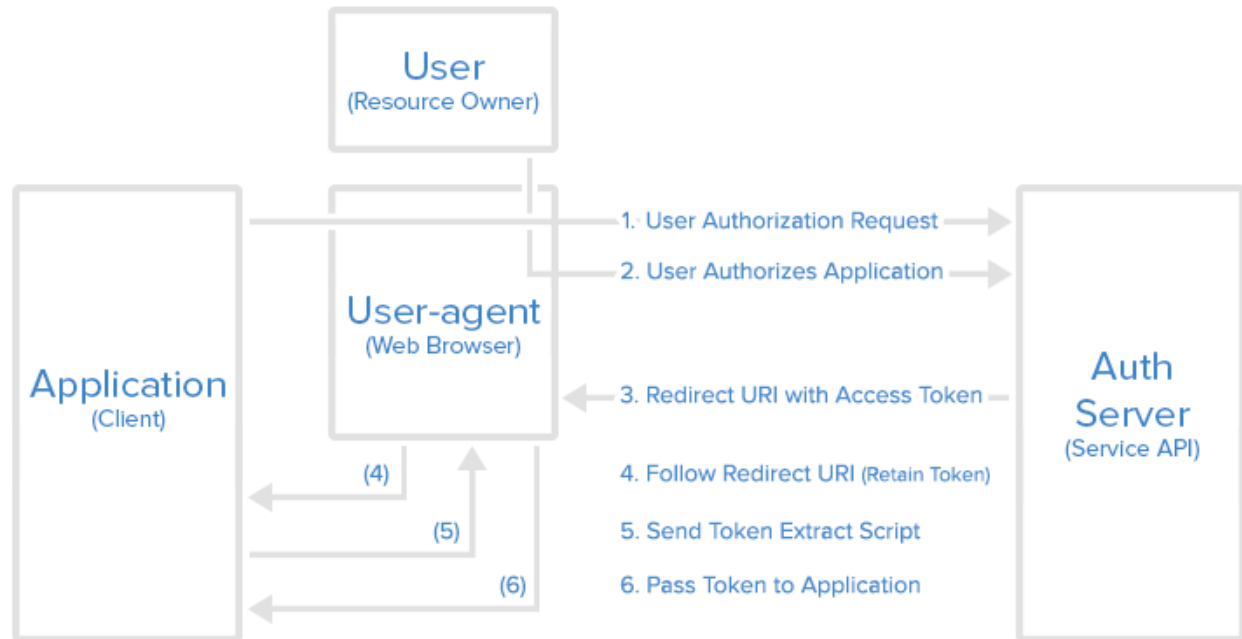 User
(Resource Owner)
1. User Authorization Request
2. User Authorizes Application
User-agent
(Web Browser)
Application
(Client)
3. Redirect URI with Access Token
Auth
Server
(Service API)
(4)
4. Follow Redirect URI (Retain Token)
(5)
5. Send Token Extract Script
(6)
6. Pass Token to Application